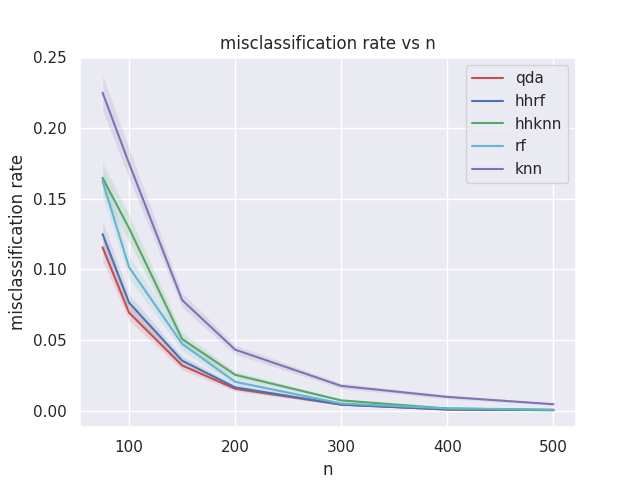 misclassification rate vs n
misclassification rate
0.25
0.20
0.15
0.10
0.05
0.00
qda
hhrf
hhknn
rf
knn
100
200
300
400
500
n